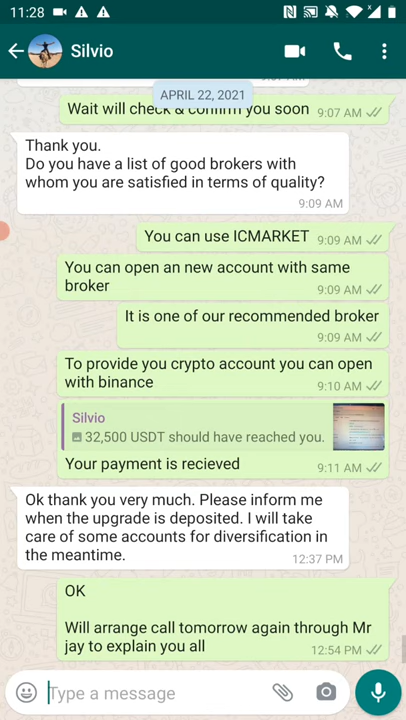 11:28
Silvio
APRIL 22, 2021
Wait will check & confirm you soon 9:07 AM
Thank you.
Do you have a list of good brokers with
whom you are satisfied in terms of quality?
9:09 AM
You can use ICMARKET 9:09 AM
You can open an new account with same
broker 9:09 AM
It is one of our recommended broker
9:09 AM
To provide you crypto account you can open
with binance 9:10 AM
Silvio
32,500 USDT should have reached you.
Your payment is recieved 9:11 AM
Ok thank you very much. Please inform me
when the upgrade is deposited. I will take
care of some accounts for diversification in
the meantime. 12:37 PM
OK
Will arrange call tomorrow again through Mr
jay to explain you all 12:54 PM
Type a message